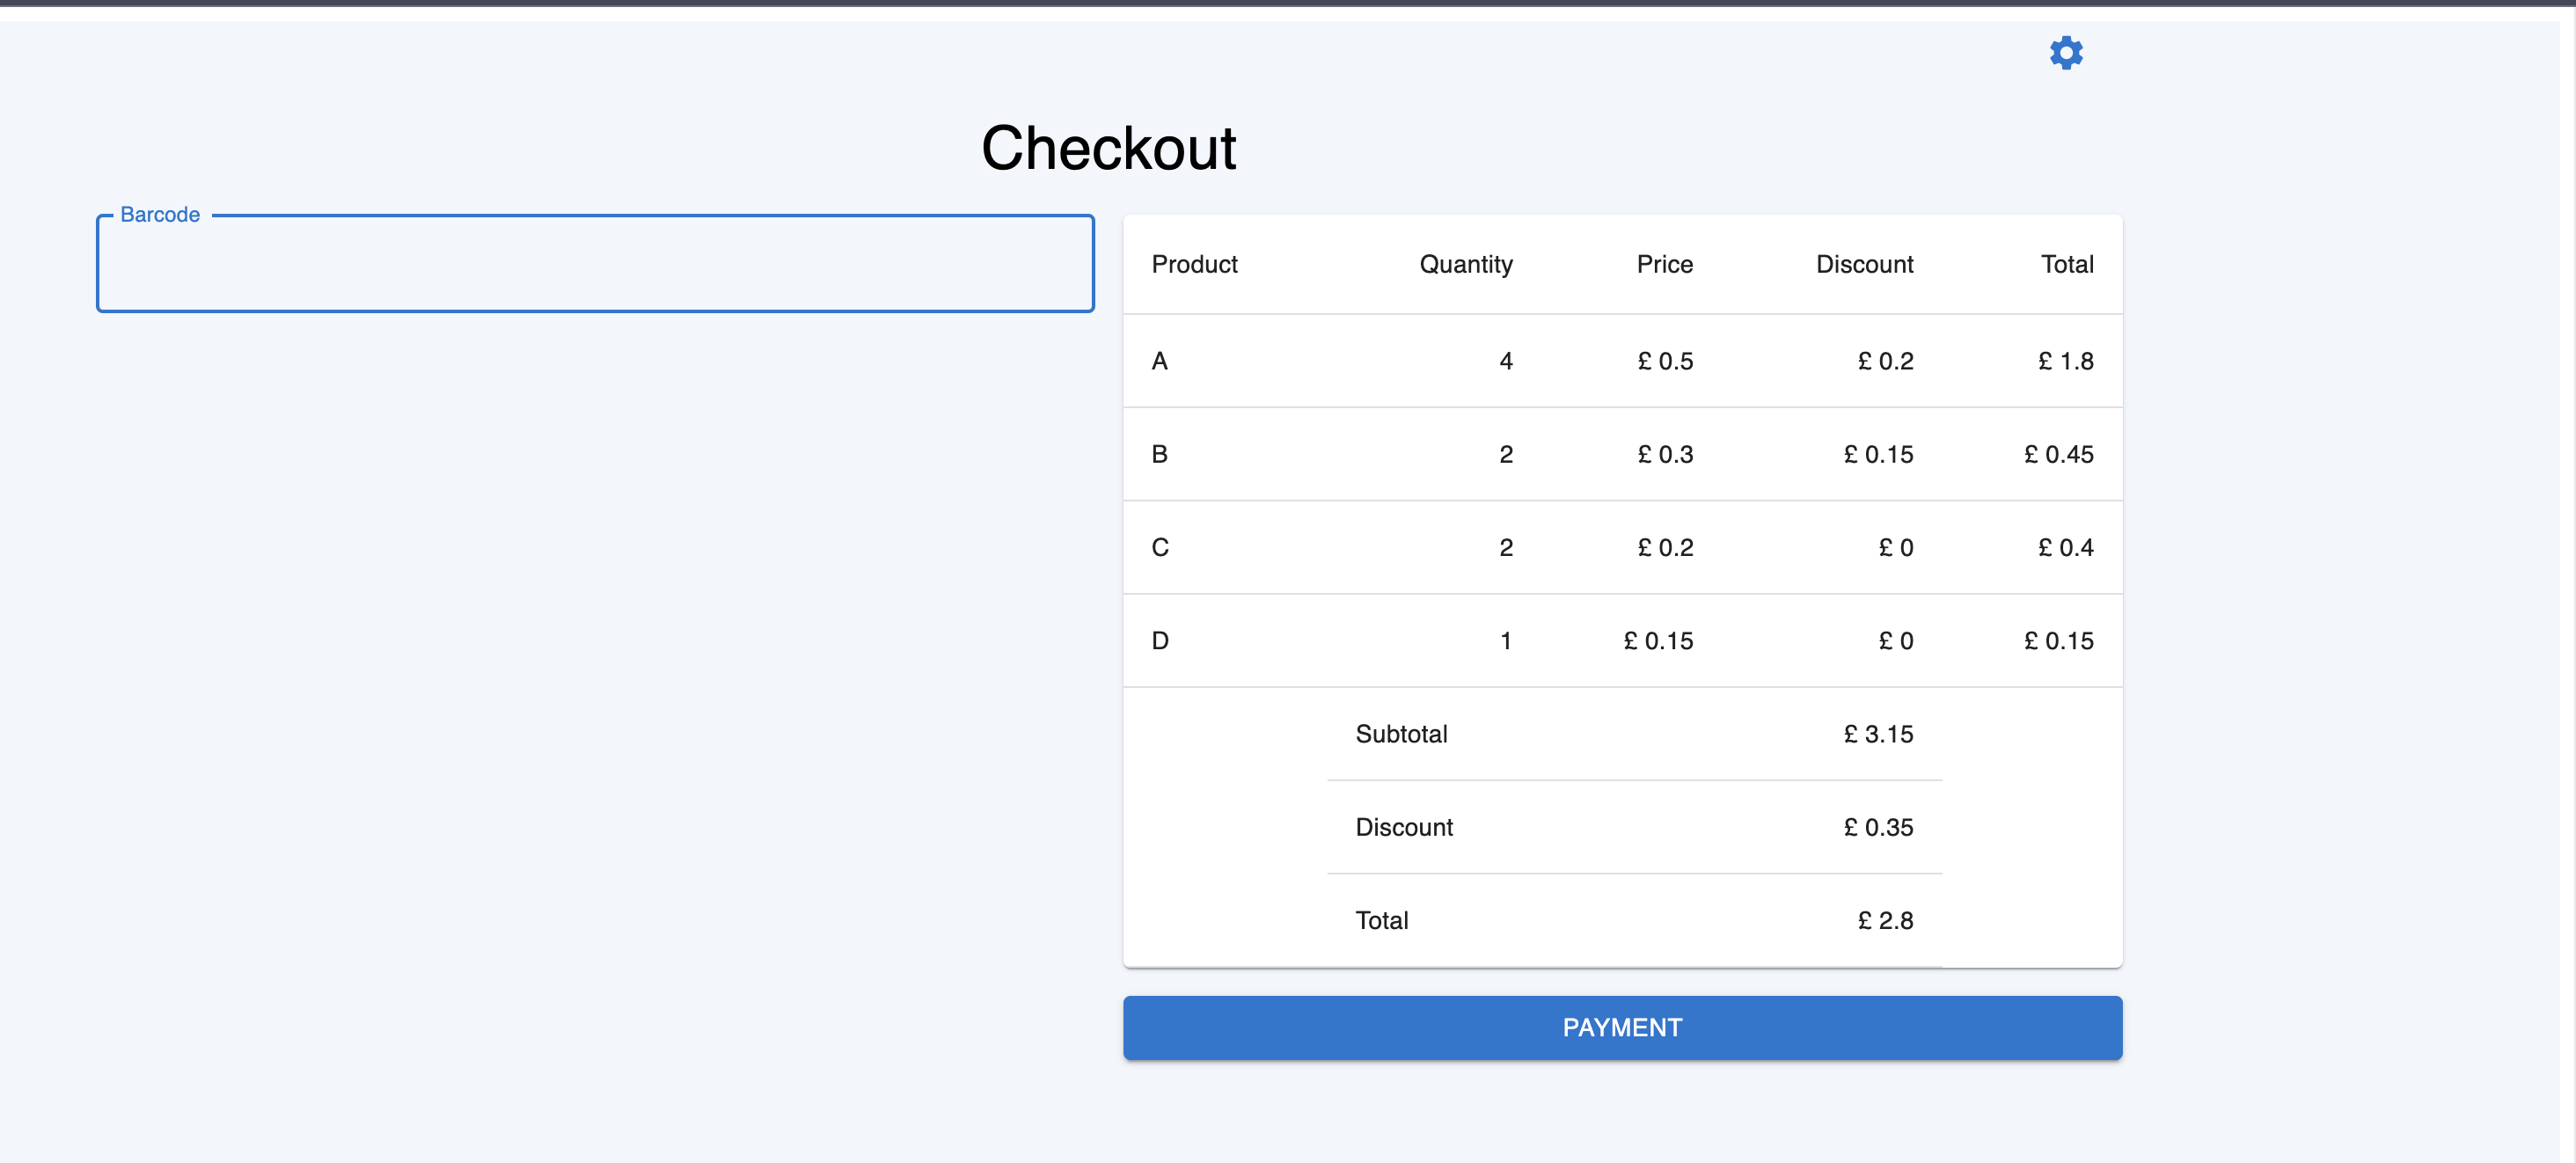 Checkout
Barcode
Product Quantity Price Discount Total
A 4 £ 0.5 £ 0.2 £ 1.8
B 2 £ 0.3 £ 0.15 £ 0.45
C 2 £ 0.2 £ 0 £ 0.4
D 1 £ 0.15 £ 0 £ 0.15
Subtotal £ 3.15
Discount £ 0.35
Total £ 2.8
PAYMENT